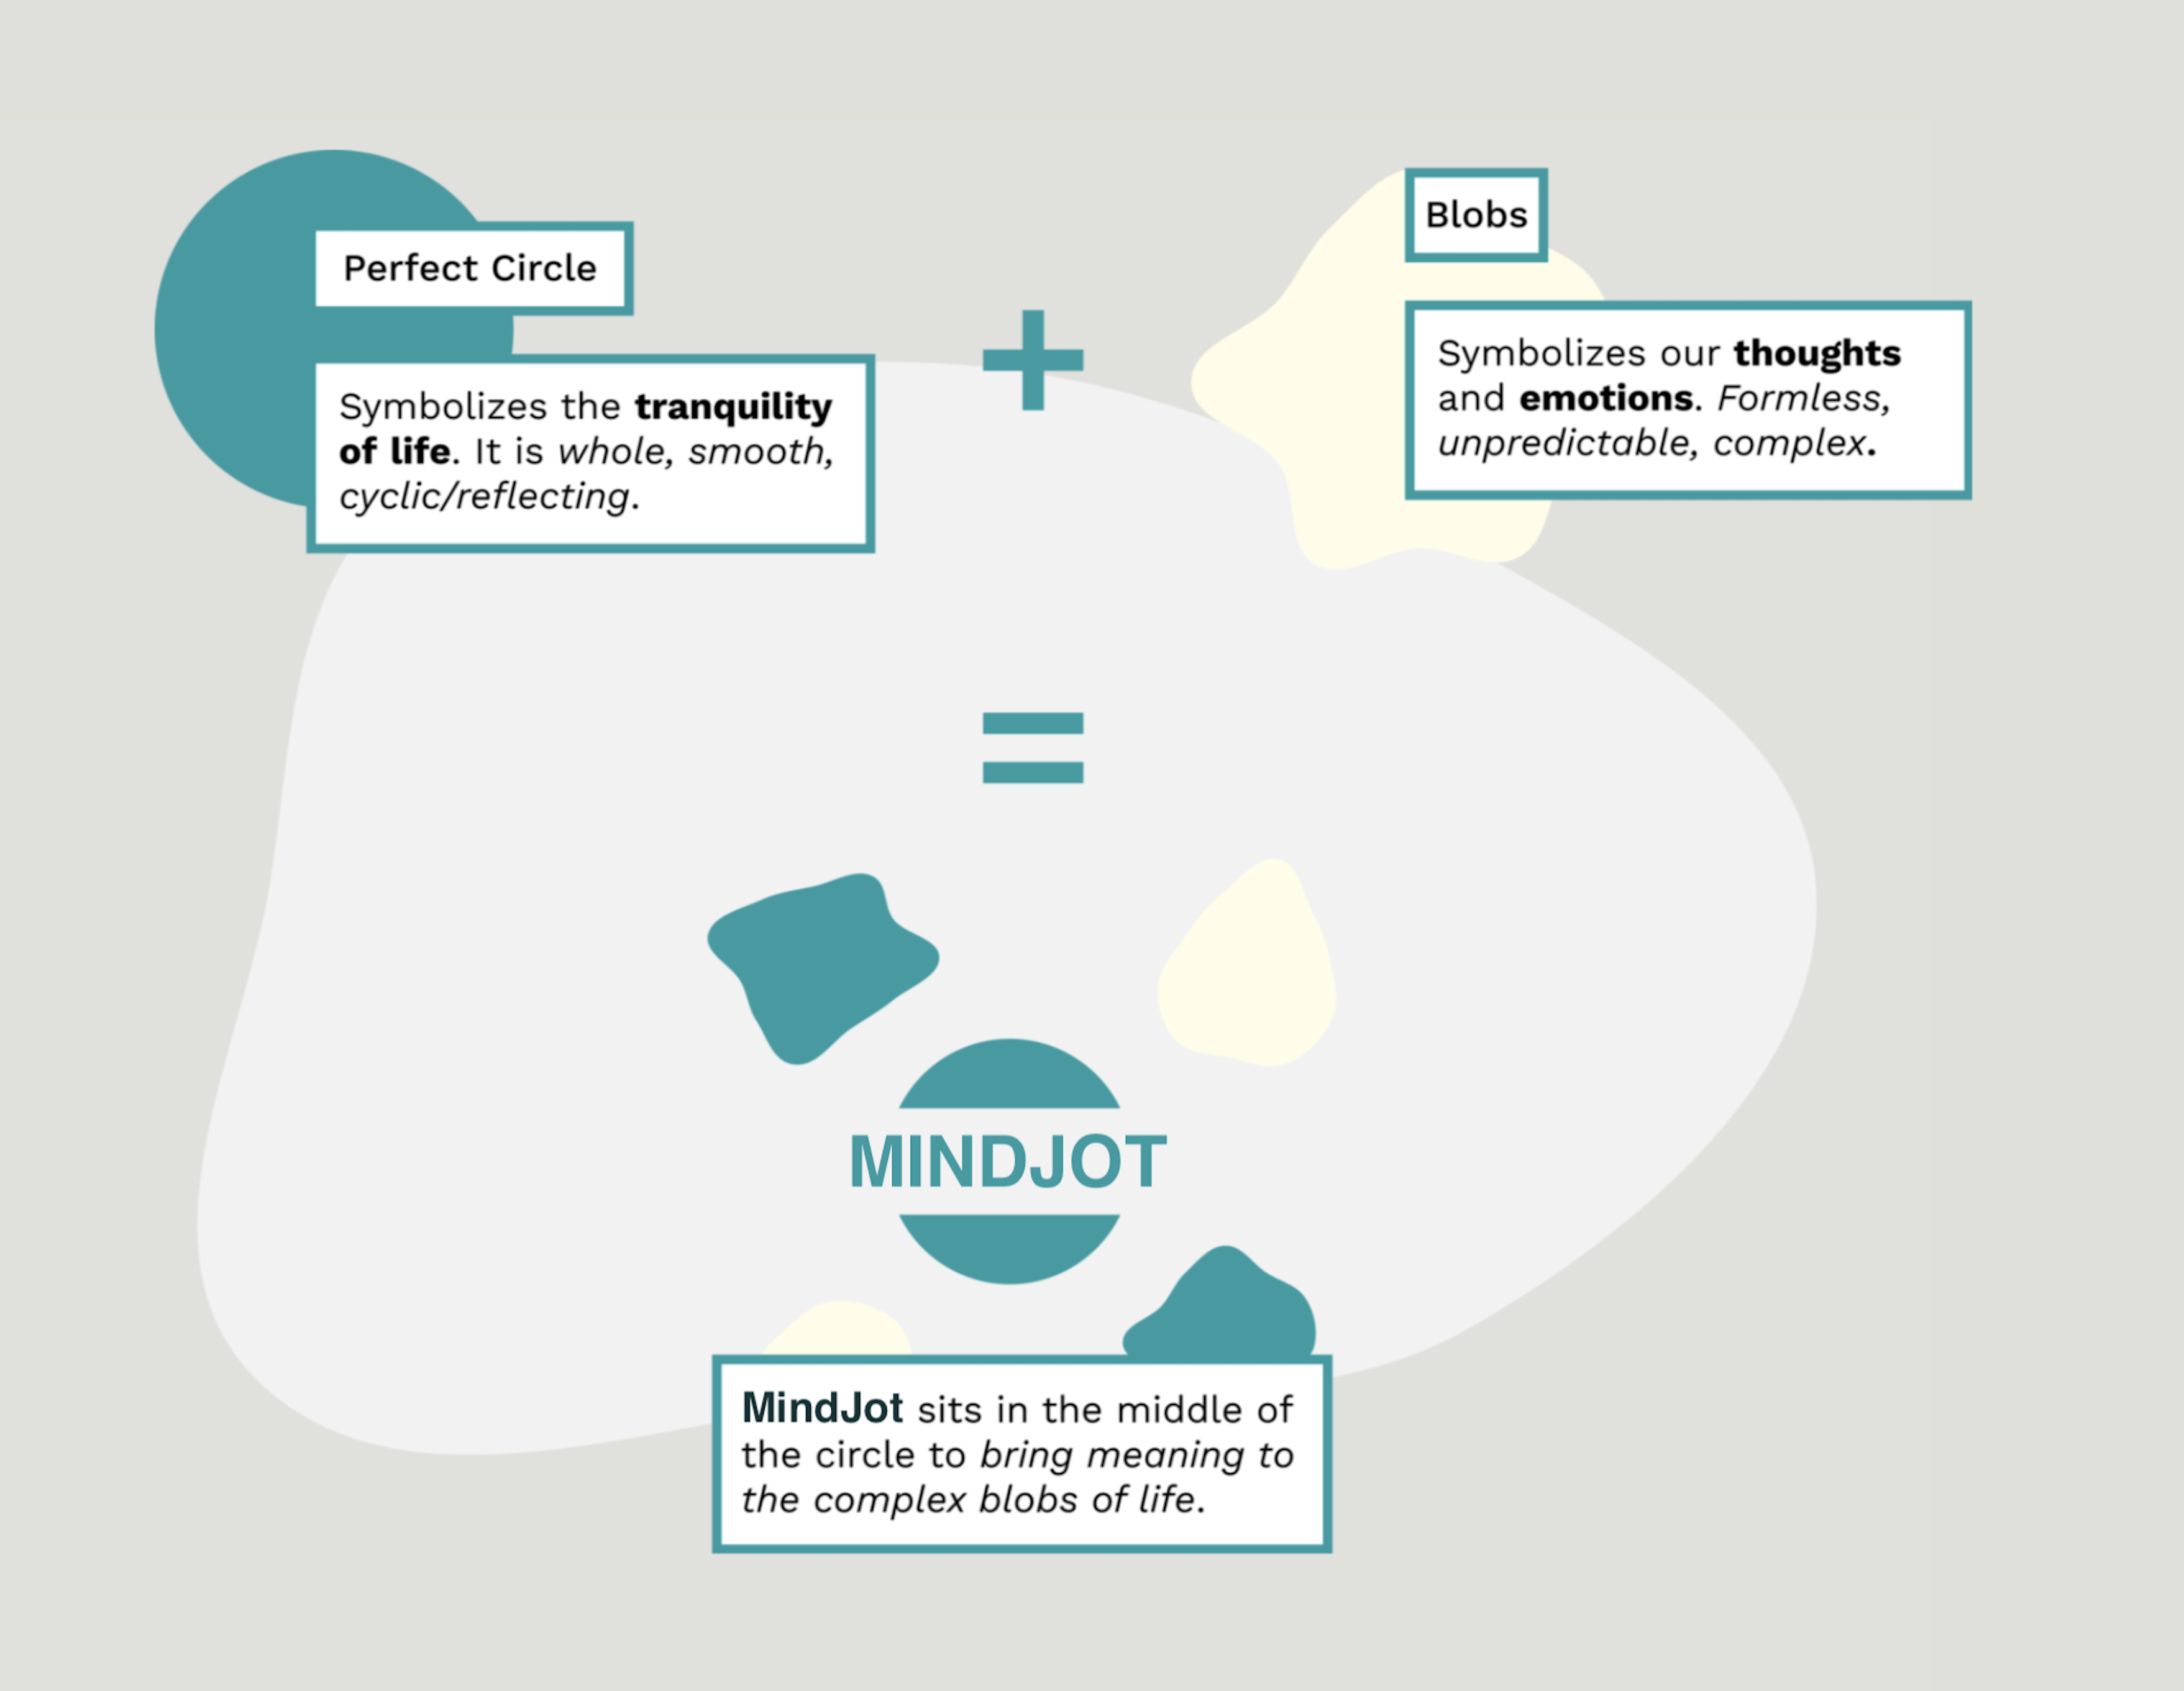 Perfect Circle
Symbolizes the tranquility
of life. It is whole, smooth,
cyclic/reflecting.
+
Blobs
Symbolizes our thoughts
and emotions. Formless,
unpredictable, complex.
=
MINDJOT
MindJot sits in the middle of
the circle to bring meaning to
the complex blobs of life.